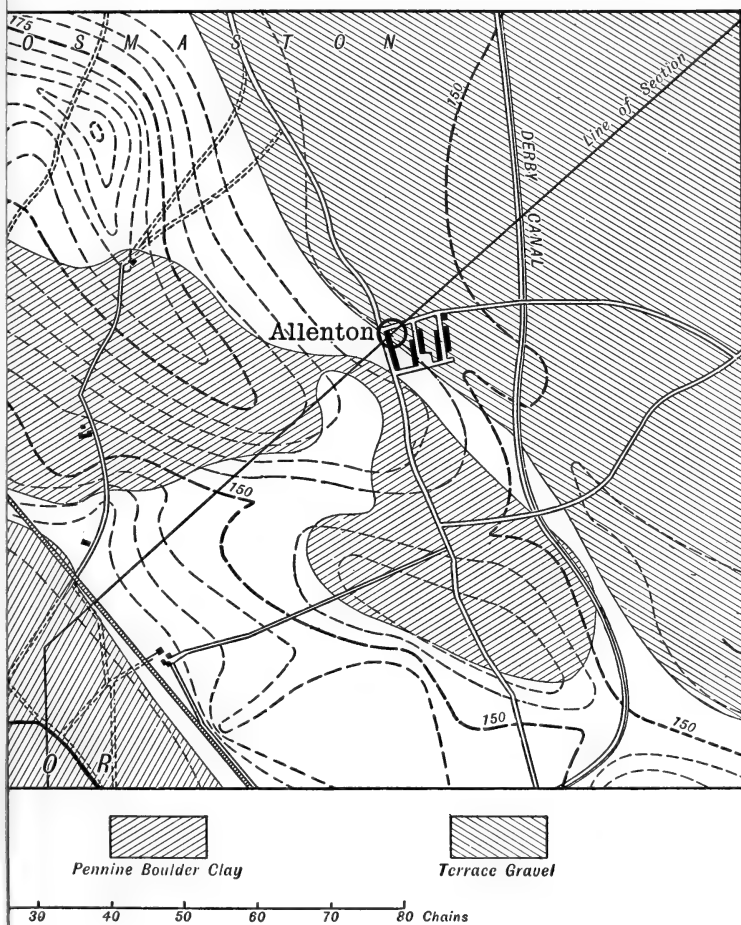 175
O S M A S T O N
150
Line of Section
DERBY CANAL
Allenton
150
150
150
O R
Pennine Boulder Clay
Terrace Gravel
30 40 50 60 70 80 Chains